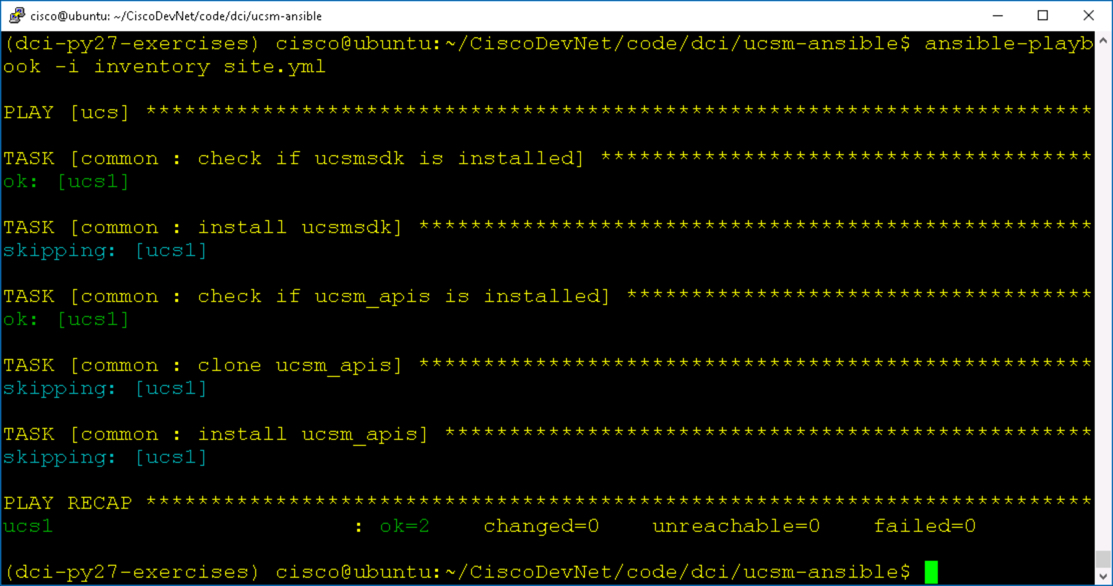 cisco@ubuntu: ~/CiscoDevNet/code/dci/ucsm-ansible
(dci-py27-exercises) cisco@ubuntu:~/CiscoDevNet/code/dci/ucsm-ansible$ ansible-playb
ook -i inventory site.yml
PLAY [ucs] *************************************************************************
TASK [common : check if ucsmsdk is installed] **************************************
ok: [ucs1]
TASK [common : install ucsmsdk] ****************************************************
skipping: [ucs1]
TASK [common : check if ucsm_apis is installed] ************************************
ok: [ucs1]
TASK [common : clone ucsm_apis] ****************************************************
skipping: [ucs1]
TASK [common : install ucsm_apis] **************************************************
skipping: [ucs1]
PLAY RECAP *************************************************************************
ucs1                       : ok=2    changed=0    unreachable=0    failed=0
(dci-py27-exercises) cisco@ubuntu:~/CiscoDevNet/code/dci/ucsm-ansible$